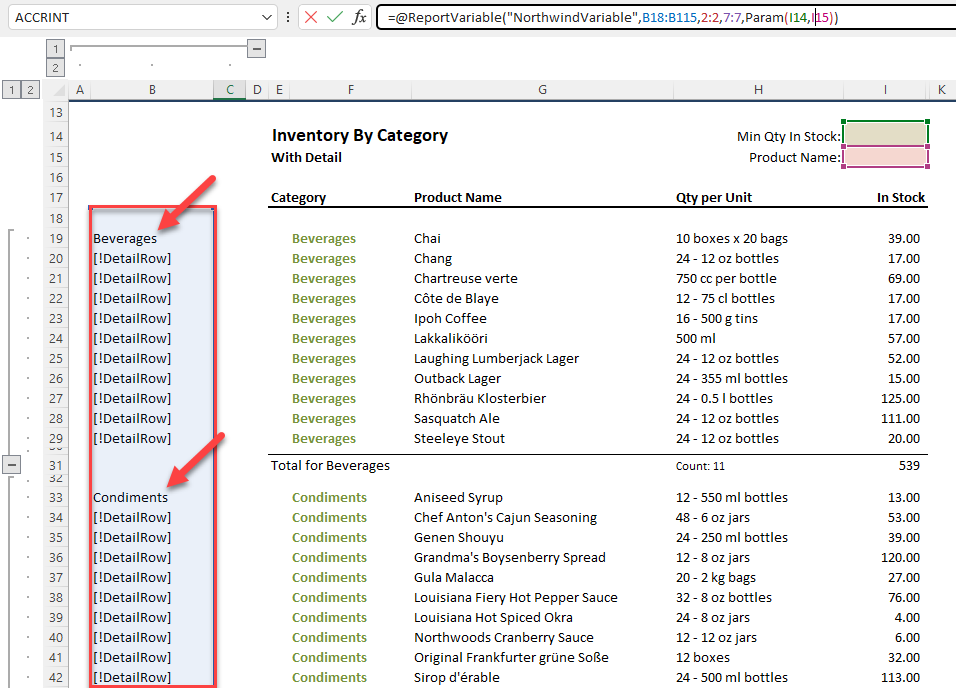 ACCRINT fx =@ReportVariable("NorthwindVariable",B18:B115,2:2,7:7,Param(I14,I15))
1
2
1 2 A B C D E F G H I K
13
14 Inventory By Category Min Qty In Stock:
15 With Detail Product Name:
16
17 Category Product Name Qty per Unit In Stock
18
19 Beverages Beverages Chai 10 boxes x 20 bags 39.00
20 [!DetailRow] Beverages Chang 24 - 12 oz bottles 17.00
21 [!DetailRow] Beverages Chartreuse verte 750 cc per bottle 69.00
22 [!DetailRow] Beverages Côte de Blaye 12 - 75 cl bottles 17.00
23 [!DetailRow] Beverages Ipoh Coffee 16 - 500 g tins 17.00
24 [!DetailRow] Beverages Lakkalikööri 500 ml 57.00
25 [!DetailRow] Beverages Laughing Lumberjack Lager 24 - 12 oz bottles 52.00
26 [!DetailRow] Beverages Outback Lager 24 - 355 ml bottles 15.00
27 [!DetailRow] Beverages Rhönbräu Klosterbier 24 - 0.5 l bottles 125.00
28 [!DetailRow] Beverages Sasquatch Ale 24 - 12 oz bottles 111.00
29 [!DetailRow] Beverages Steeleye Stout 24 - 12 oz bottles 20.00
31 Total for Beverages Count: 11 539
32
33 Condiments Condiments Aniseed Syrup 12 - 550 ml bottles 13.00
34 [!DetailRow] Condiments Chef Anton's Cajun Seasoning 48 - 6 oz jars 53.00
35 [!DetailRow] Condiments Genen Shouyu 24 - 250 ml bottles 39.00
36 [!DetailRow] Condiments Grandma's Boysenberry Spread 12 - 8 oz jars 120.00
37 [!DetailRow] Condiments Gula Malacca 20 - 2 kg bags 27.00
38 [!DetailRow] Condiments Louisiana Fiery Hot Pepper Sauce 32 - 8 oz bottles 76.00
39 [!DetailRow] Condiments Louisiana Hot Spiced Okra 24 - 8 oz jars 4.00
40 [!DetailRow] Condiments Northwoods Cranberry Sauce 12 - 12 oz jars 6.00
41 [!DetailRow] Condiments Original Frankfurter grüne Soße 12 boxes 32.00
42 [!DetailRow] Condiments Sirop d'érable 24 - 500 ml bottles 113.00